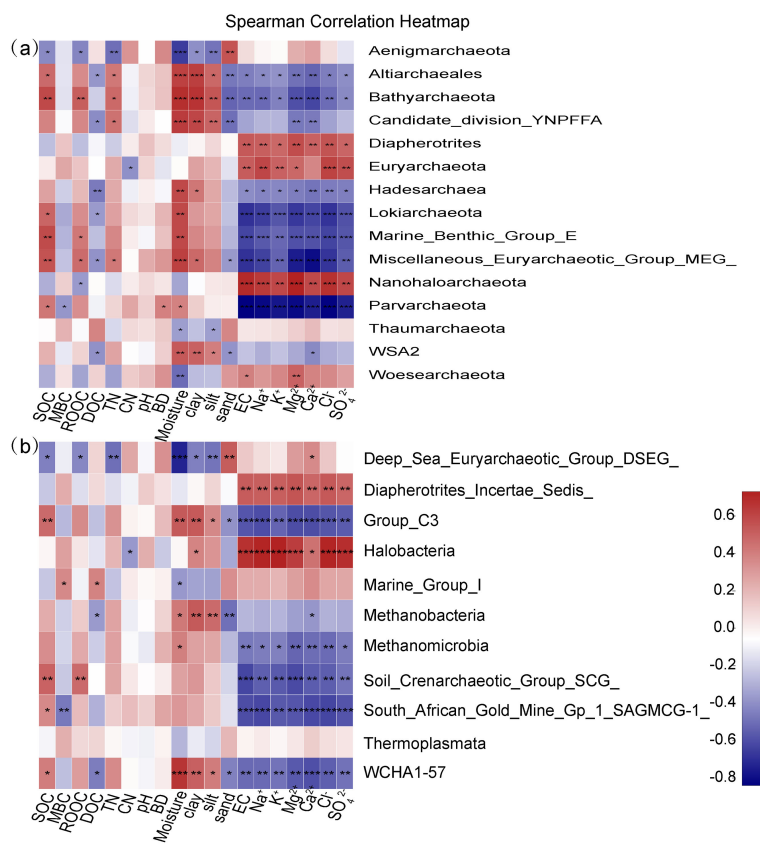 Spearman Correlation Heatmap
(a)
Aenigmarchaeota
Altiarchaeales
Bathyarchaeota
Candidate_division_YNPFFA
Diapherotrites
Euryarchaeota
Hadesarchaea
Lokiarchaeota
Marine_Benthic_Group_E
Miscellaneous_Euryarchaeotic_Group_MEG_
Nanohaloarchaeota
Parvarchaeota
Thaumarchaeota
WSA2
Woesearchaeota
SOC MBC ROOC DOC TN CN pH BD Moisture clay silt sand EC Na⁺ K⁺ Mg²⁺ Ca²⁺ Cl⁻ SO₄²⁻
(b)
Deep_Sea_Euryarchaeotic_Group_DSEG_
Diapherotrites_Incertae_Sedis_
Group_C3
Halobacteria
Marine_Group_I
Methanobacteria
Methanomicrobia
Soil_Crenarchaeotic_Group_SCG_
South_African_Gold_Mine_Gp_1_SAGMCG-1_
Thermoplasmata
WCHA1-57
SOC MBC ROOC DOC TN CN pH BD Moisture clay silt sand EC Na⁺ K⁺ Mg²⁺ Ca²⁺ Cl⁻ SO₄²⁻
0.6
0.4
0.2
0.0
-0.2
-0.4
-0.6
-0.8